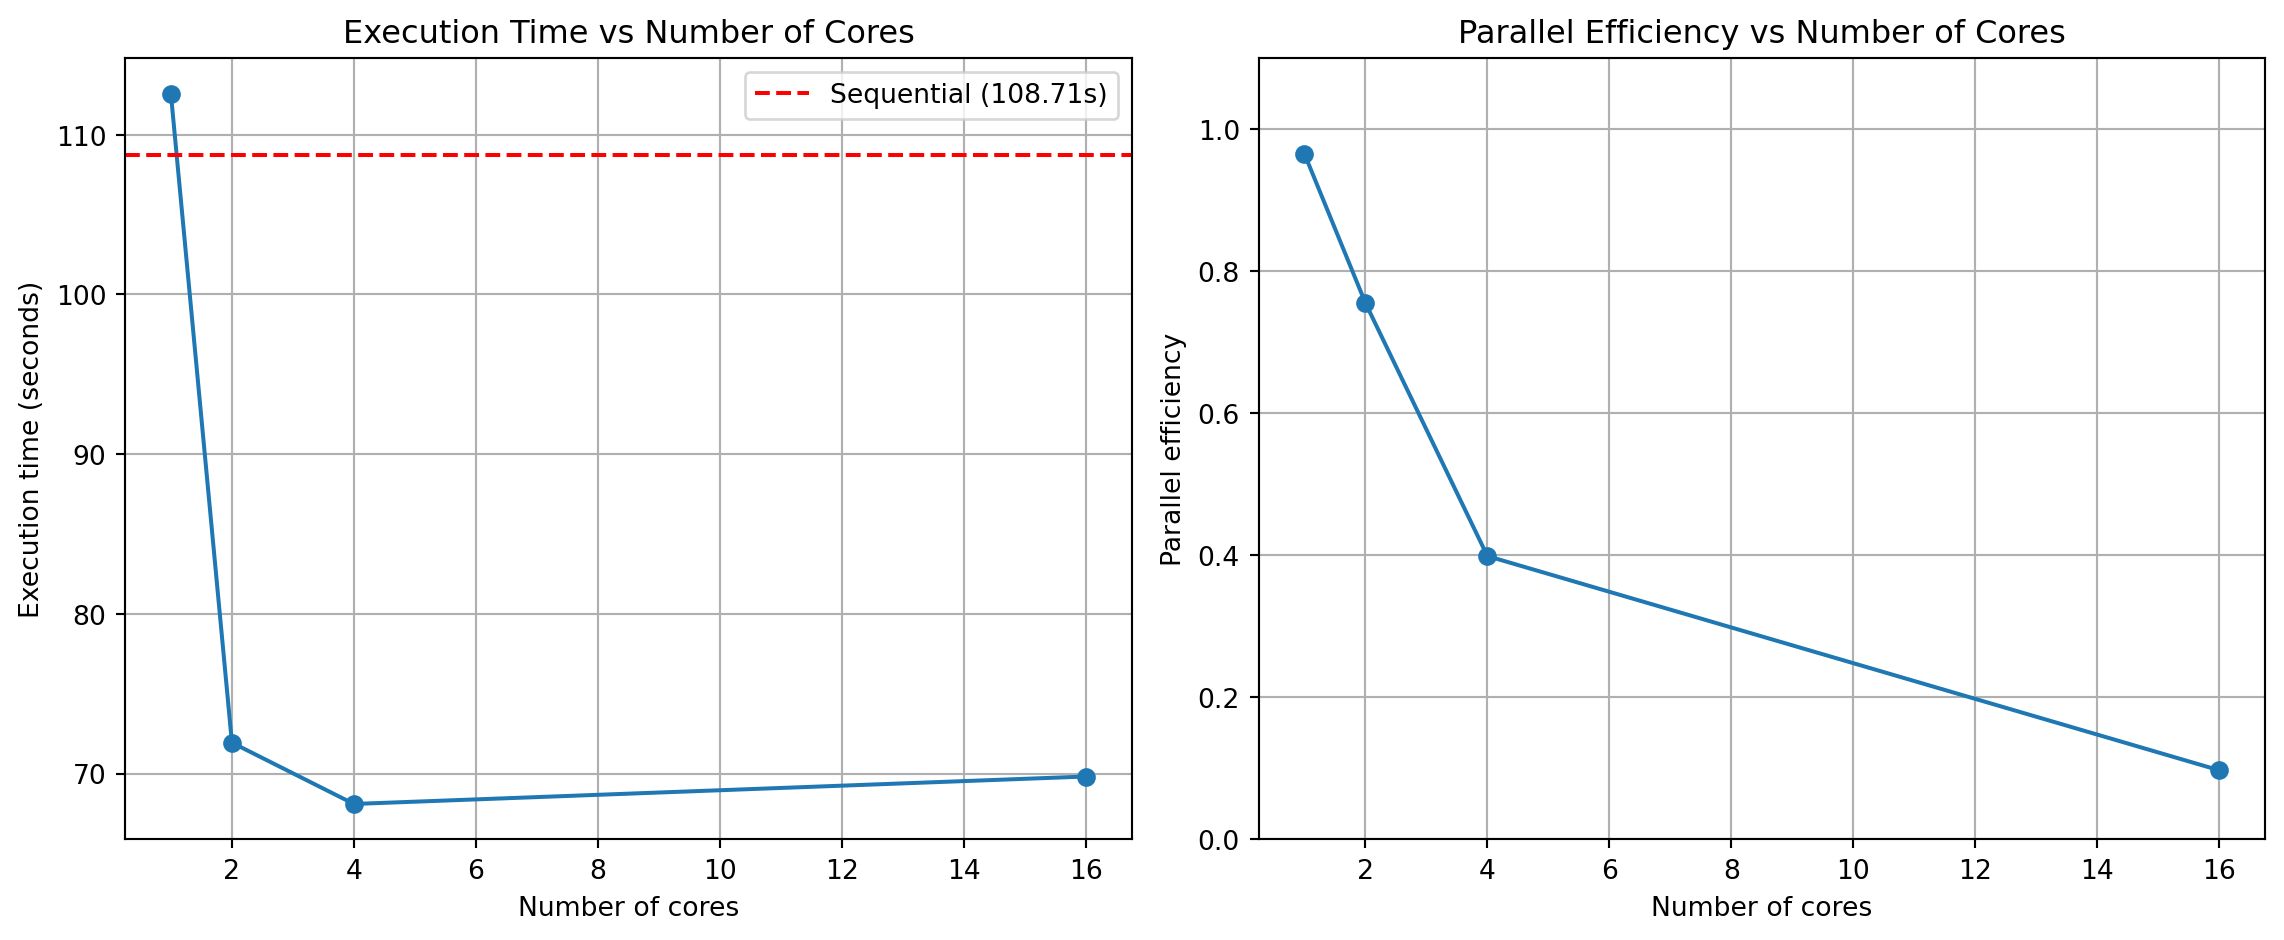 Execution Time vs Number of Cores
Sequential (108.71s)
110
100
90
80
70
Execution time (seconds)
2 4 6 8 10 12 14 16
Number of cores
Parallel Efficiency vs Number of Cores
1.0
0.8
0.6
0.4
0.2
0.0
Parallel efficiency
2 4 6 8 10 12 14 16
Number of cores